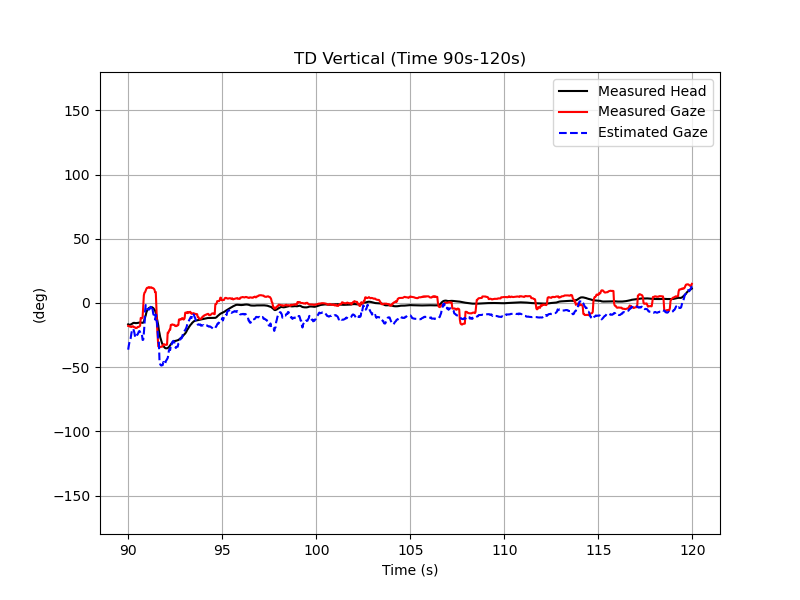 TD Vertical (Time 90s-120s)
Measured Head
Measured Gaze
Estimated Gaze
150
100
50
0
−50
−100
−150
(deg)
90 95 100 105 110 115 120
Time (s)